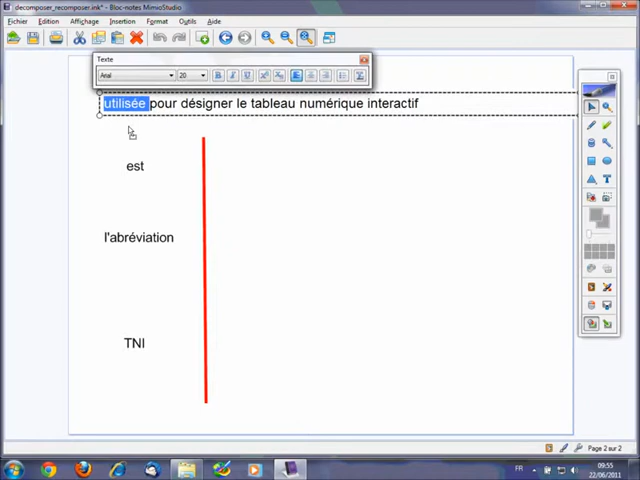 decomposer_recomposer.ink* - Bloc-notes MimioStudio
Fichier Edition Affichage Insertion Format Outils Aide
Texte
Arial 20
utilisée pour désigner le tableau numérique interactif
est
l'abréviation
TNI
Page 2 sur 2
FR 09:55
22/06/2011